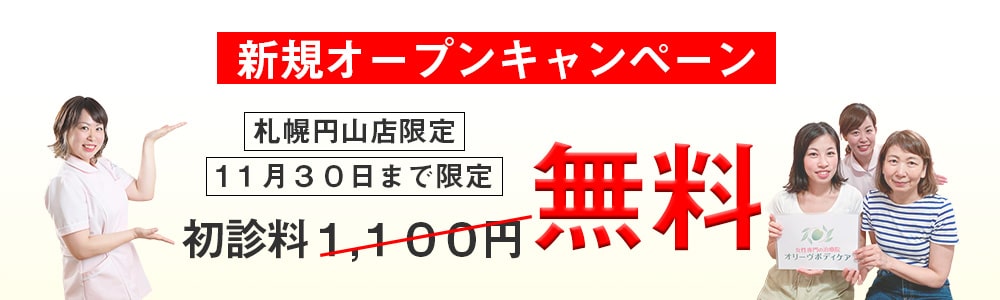 新規オープンキャンペーン
札幌円山店限定
１１月３０日まで限定
初診料１,１００円
無料
女性専門の治療院
オリーヴボディケア